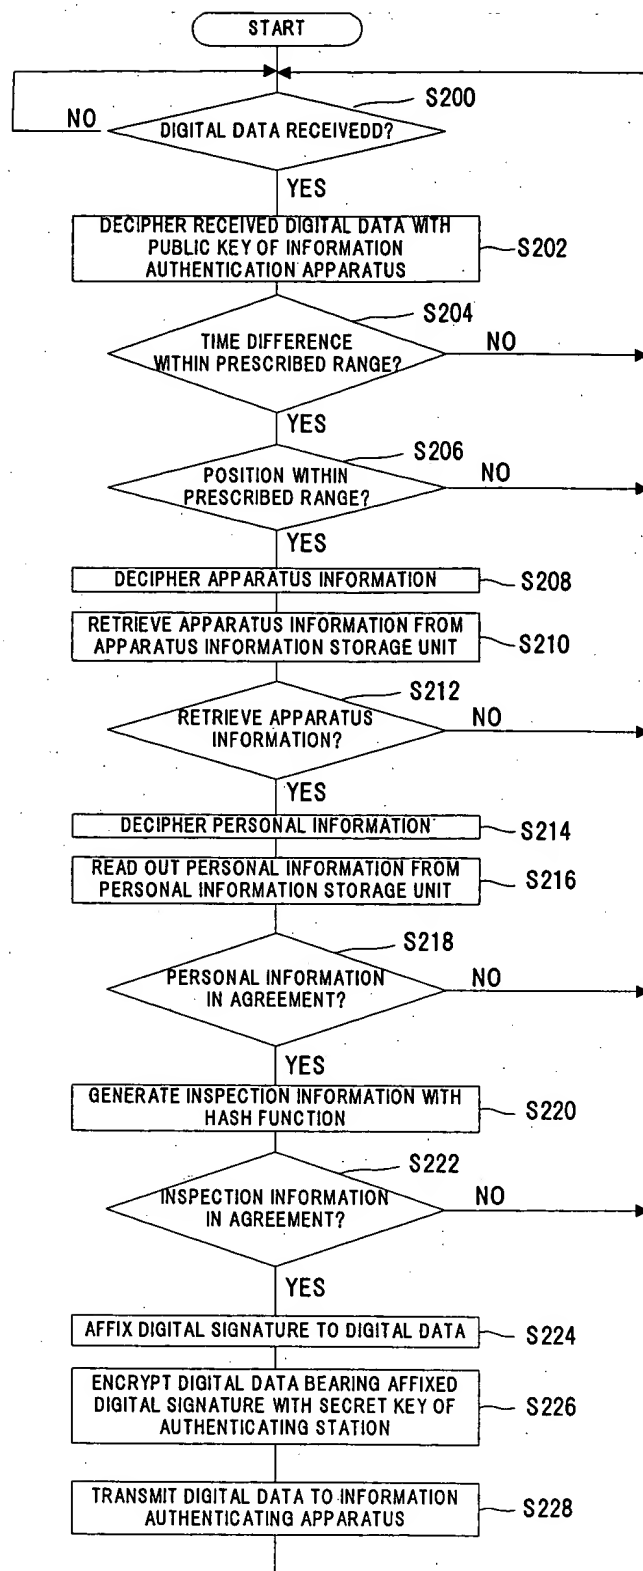 START
S200
NO
DIGITAL DATA RECEIVEDD?
YES
DECIPHER RECEIVED DIGITAL DATA WITH
PUBLIC KEY OF INFORMATION
AUTHENTICATION APPARATUS
S202
S204
TIME DIFFERENCE
WITHIN PRESCRIBED RANGE?
NO
YES
S206
POSITION WITHIN
PRESCRIBED RANGE?
NO
YES
DECIPHER APPARATUS INFORMATION
S208
RETRIEVE APPARATUS INFORMATION FROM
APPARATUS INFORMATION STORAGE UNIT
S210
S212
RETRIEVE APPARATUS
INFORMATION?
NO
YES
DECIPHER PERSONAL INFORMATION
S214
READ OUT PERSONAL INFORMATION FROM
PERSONAL INFORMATION STORAGE UNIT
S216
S218
PERSONAL INFORMATION
IN AGREEMENT?
NO
YES
GENERATE INSPECTION INFORMATION WITH
HASH FUNCTION
S220
S222
INSPECTION INFORMATION
IN AGREEMENT?
NO
YES
AFFIX DIGITAL SIGNATURE TO DIGITAL DATA
S224
ENCRYPT DIGITAL DATA BEARING AFFIXED
DIGITAL SIGNATURE WITH SECRET KEY OF
AUTHENTICATING STATION
S226
TRANSMIT DIGITAL DATA TO INFORMATION
AUTHENTICATING APPARATUS
S228